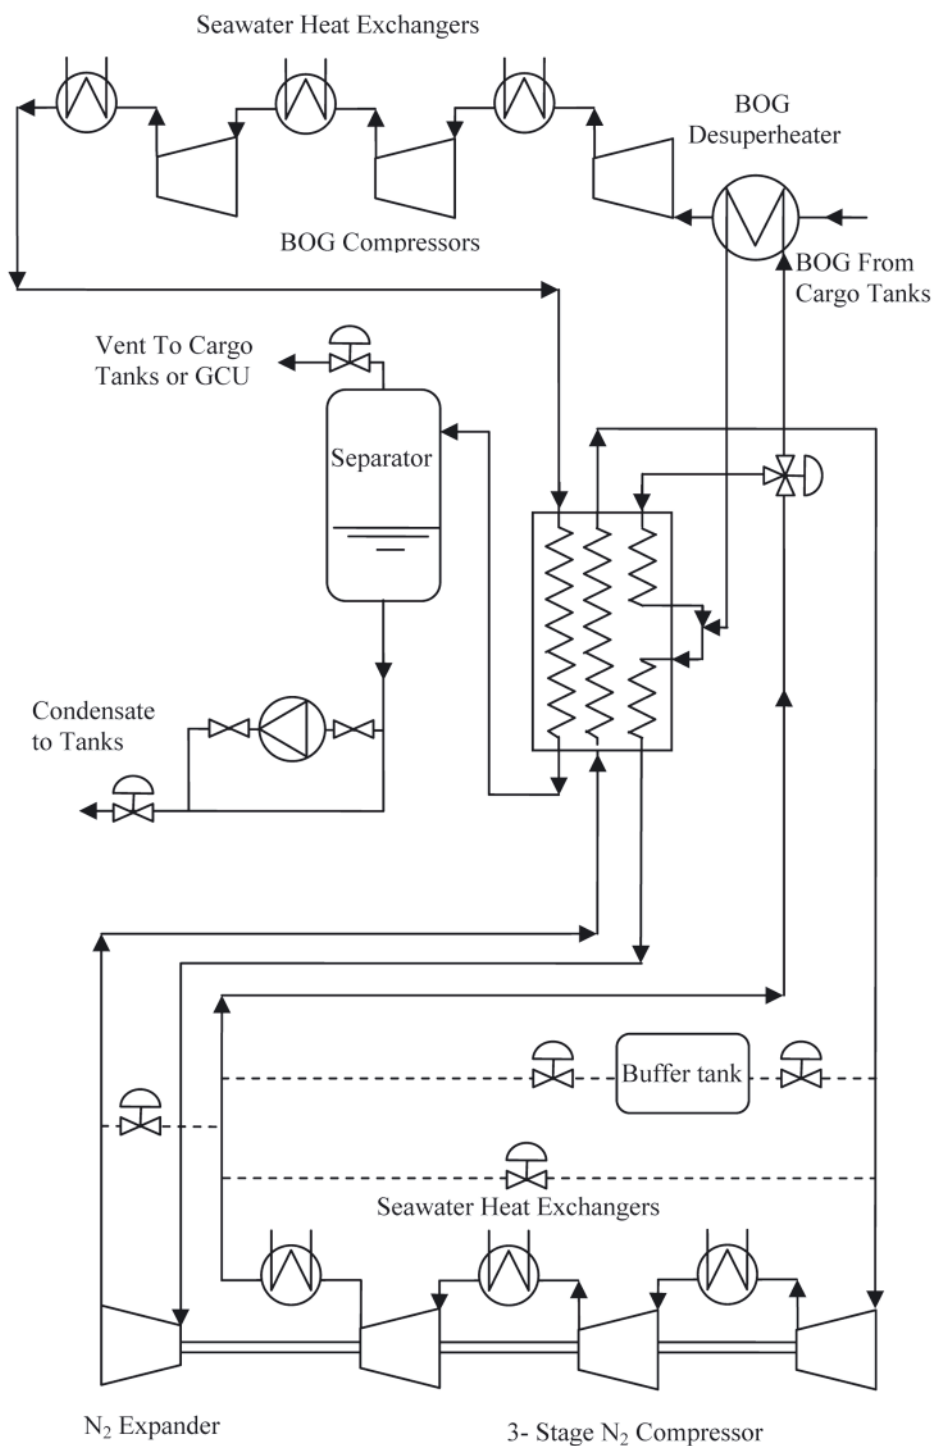 Seawater Heat Exchangers
BOG
Desuperheater
BOG Compressors
BOG From
Cargo Tanks
Vent To Cargo
Tanks or GCU
Separator
Condensate
to Tanks
Buffer tank
Seawater Heat Exchangers
N₂ Expander
3- Stage N₂ Compressor